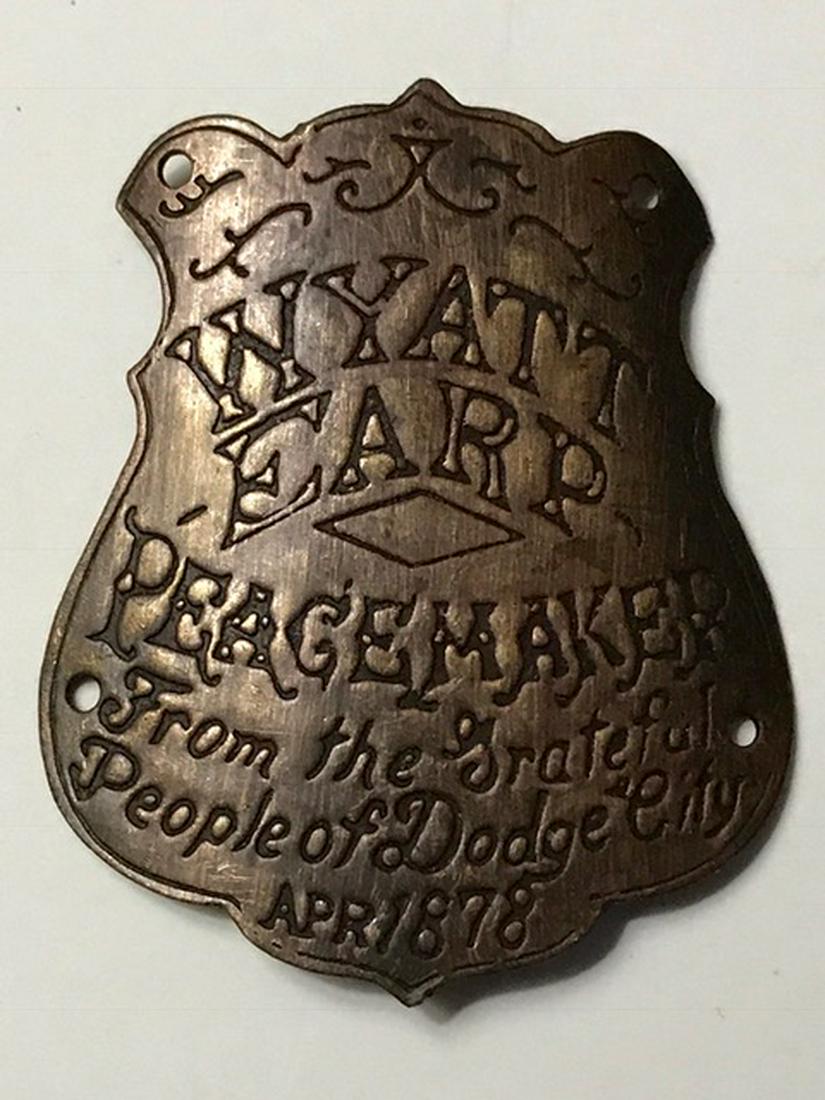 WYATT
EARP
PEACEMAKER
From the Grateful
People of Dodge City
APR 1878